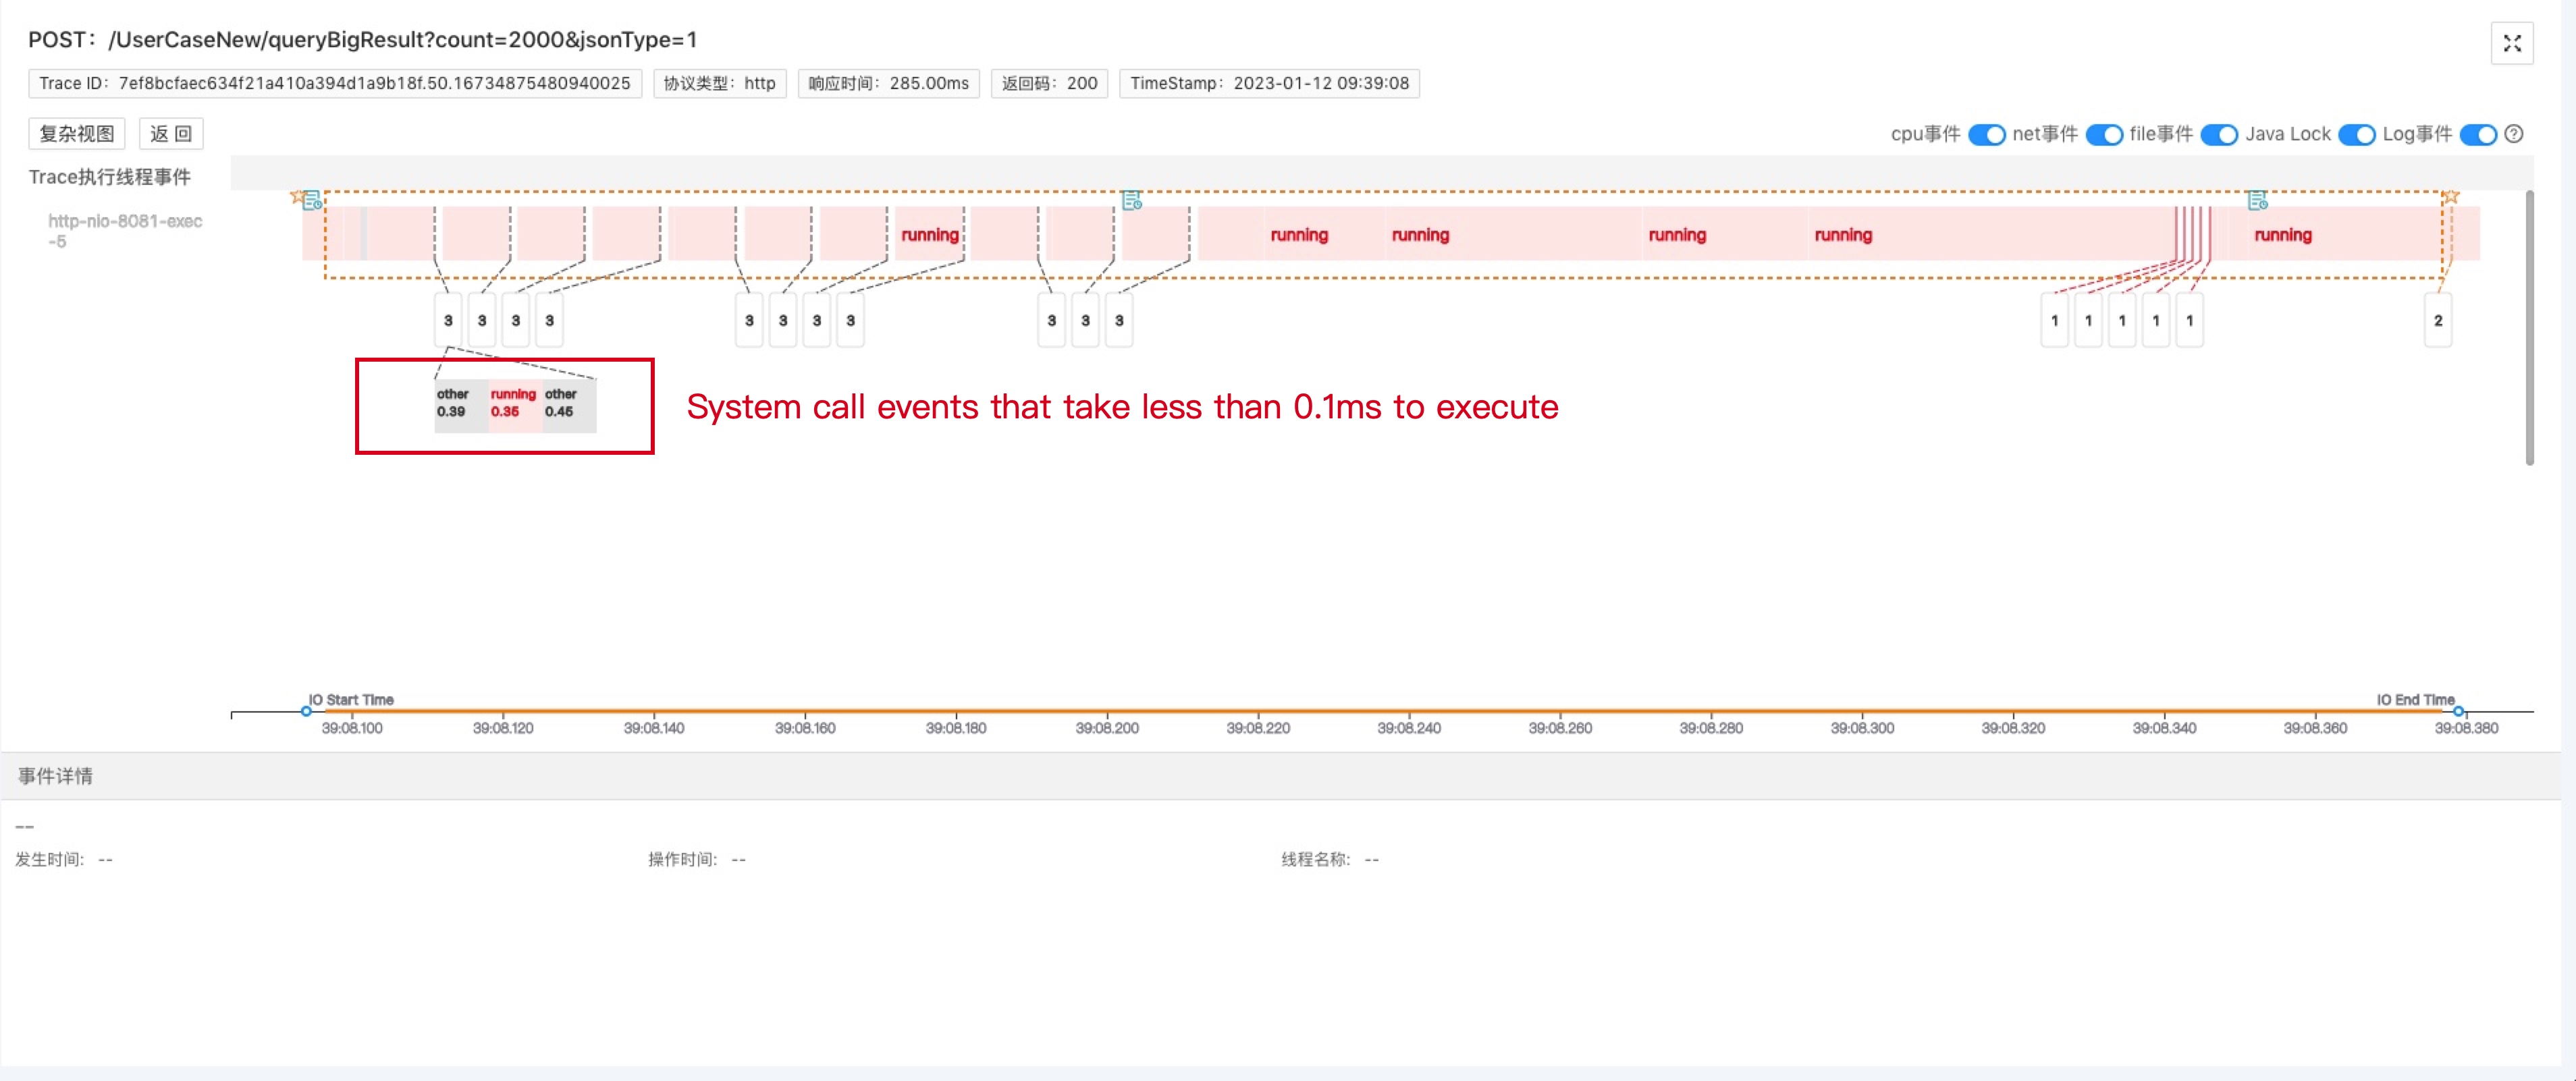 POST：/UserCaseNew/queryBigResult?count=2000&jsonType=1
Trace ID：7ef8bcfaec634f21a410a394d1a9b18f.50.16734875480940025 协议类型：http 响应时间：285.00ms 返回码：200 TimeStamp：2023-01-12 09:39:08
复杂视图 返 回 cpu事件 net事件 file事件 Java Lock Log事件
Trace执行线程事件
http-nio-8081-exec
-5
running running running running running running
3 3 3 3 3 3 3 3 3 3 3 1 1 1 1 1 2
other running other
0.39 0.35 0.45
System call events that take less than 0.1ms to execute
IO Start Time IO End Time
39:08.100 39:08.120 39:08.140 39:08.160 39:08.180 39:08.200 39:08.220 39:08.240 39:08.260 39:08.280 39:08.300 39:08.320 39:08.340 39:08.360 39:08.380
事件详情
--
发生时间: -- 操作时间: -- 线程名称: --